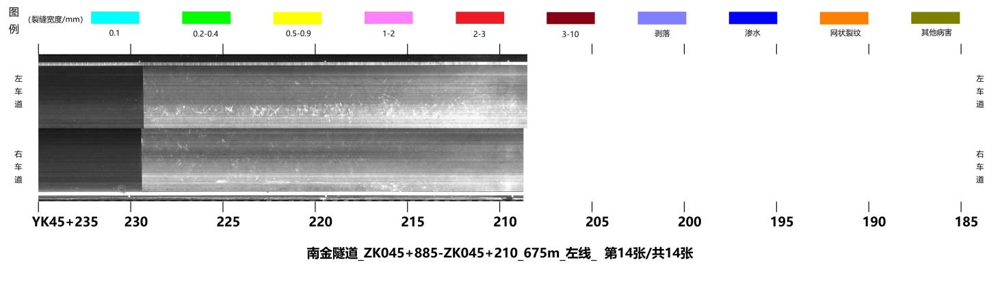 图例 (裂缝宽度/mm) 0.1 0.2-0.4 0.5-0.9 1-2 2-3 3-10 剥落 渗水 网状裂纹 其他病害
左车道 左车道
右车道 右车道
YK45+235 230 225 220 215 210 205 200 195 190 185
南金隧道_ZK045+885-ZK045+210_675m_左线_ 第14张/共14张